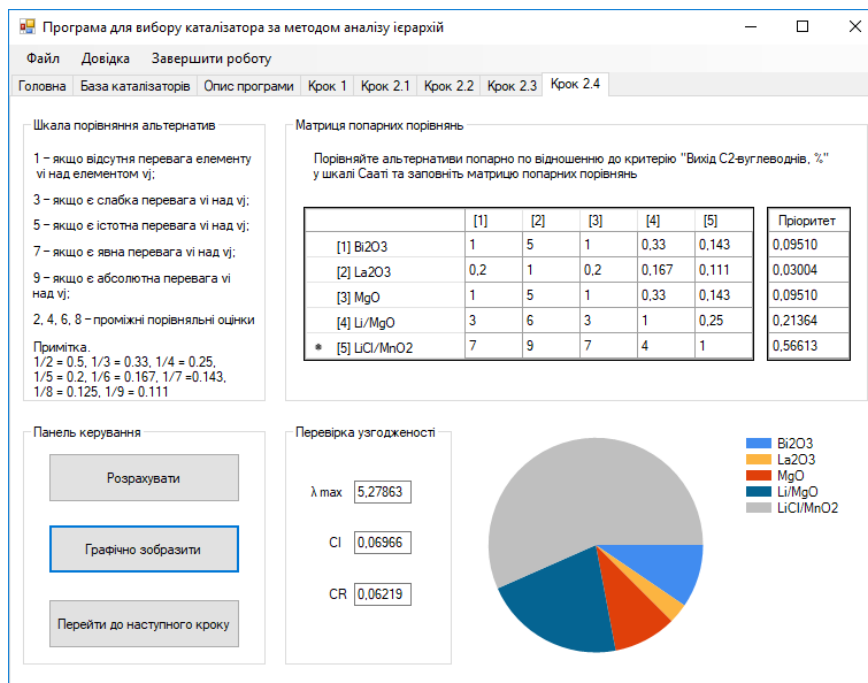 Програма для вибору каталізатора за методом аналізу ієрархій
Файл Довідка Завершити роботу
Головна База каталізаторів Опис програми Крок 1 Крок 2.1 Крок 2.2 Крок 2.3 Крок 2.4
Шкала порівняння альтернатив
1 – якщо відсутня перевага елементу
vi над елементом vj;
3 – якщо є слабка перевага vi над vj;
5 – якщо є істотна перевага vi над vj;
7 – якщо є явна перевага vi над vj;
9 – якщо є абсолютна перевага vi
над vj;
2, 4, 6, 8 – проміжні порівняльні оцінки
Примітка.
1/2 = 0.5, 1/3 = 0.33, 1/4 = 0.25,
1/5 = 0.2, 1/6 = 0.167, 1/7 =0.143,
1/8 = 0.125, 1/9 = 0.111
Матриця попарних порівнянь
Порівняйте альтернативи попарно по відношенню до критерію "Вихід С2-вуглеводнів, %"
у шкалі Сааті та заповніть матрицю попарних порівнянь
[1] [2] [3] [4] [5] Пріоритет
[1] Bi2O3 1 5 1 0,33 0,143 0,09510
[2] La2O3 0,2 1 0,2 0,167 0,111 0,03004
[3] MgO 1 5 1 0,33 0,143 0,09510
[4] Li/MgO 3 6 3 1 0,25 0,21364
[5] LiCl/MnO2 7 9 7 4 1 0,56613
Панель керування
Розрахувати
Графічно зобразити
Перейти до наступного кроку
Перевірка узгодженості
λ max 5,27863
CI 0,06966
CR 0,06219
Bi2O3
La2O3
MgO
Li/MgO
LiCl/MnO2